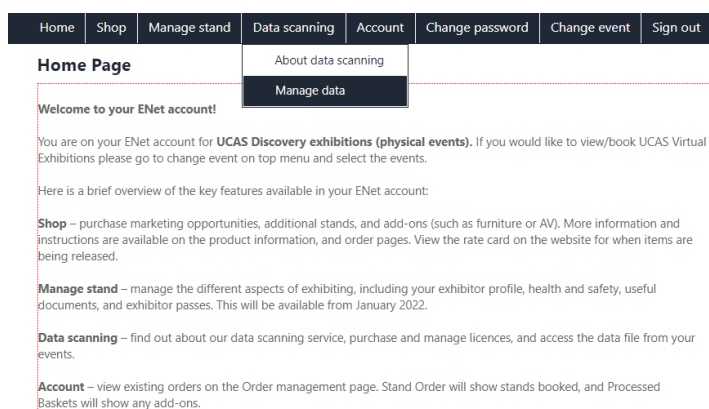 Home Shop Manage stand Data scanning Account Change password Change event Sign out
About data scanning
Manage data
Home Page
Welcome to your ENet account!
You are on your ENet account for UCAS Discovery exhibitions (physical events). If you would like to view/book UCAS Virtual
Exhibitions please go to change event on top menu and select the events.
Here is a brief overview of the key features available in your ENet account:
Shop – purchase marketing opportunities, additional stands, and add-ons (such as furniture or AV). More information and
instructions are available on the product information, and order pages. View the rate card on the website for when items are
being released.
Manage stand – manage the different aspects of exhibiting, including your exhibitor profile, health and safety, useful
documents, and exhibitor passes. This will be available from January 2022.
Data scanning – find out about our data scanning service, purchase and manage licences, and access the data file from your
events.
Account – view existing orders on the Order management page. Stand Order will show stands booked, and Processed
Baskets will show any add-ons.